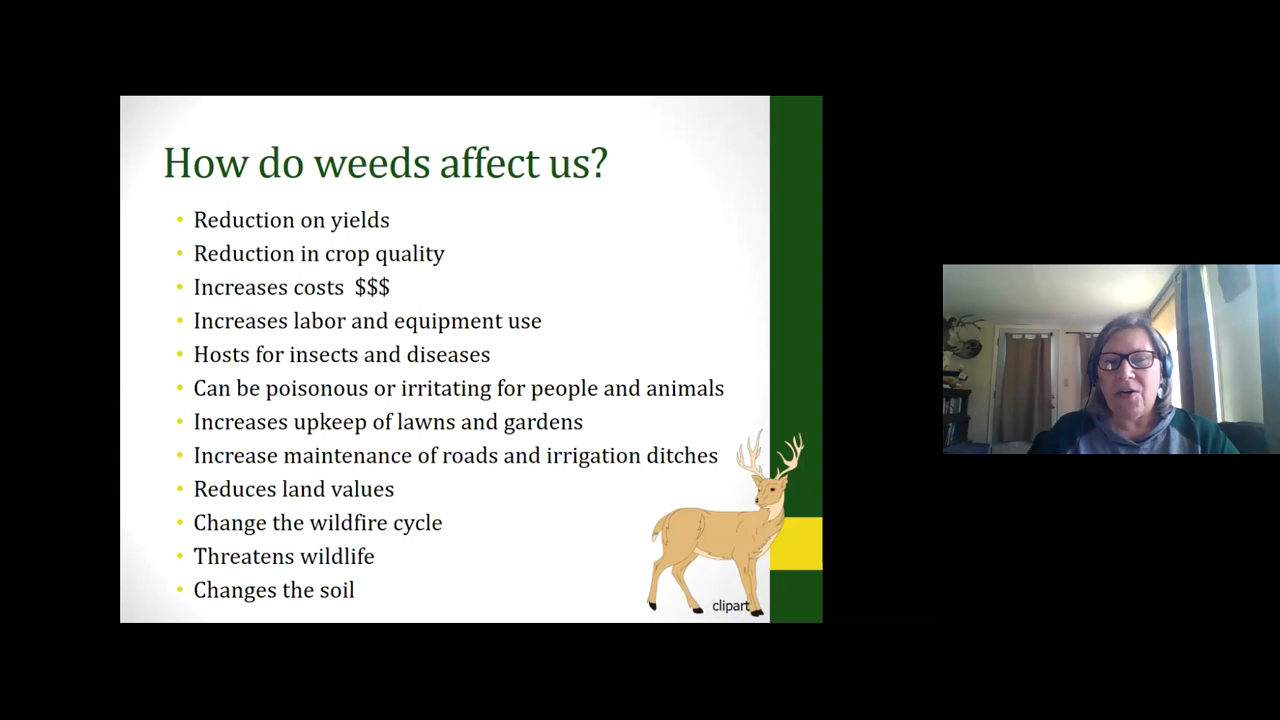 How do weeds affect us?
• Reduction on yields
• Reduction in crop quality
• Increases costs  $$$
• Increases labor and equipment use
• Hosts for insects and diseases
• Can be poisonous or irritating for people and animals
• Increases upkeep of lawns and gardens
• Increase maintenance of roads and irrigation ditches
• Reduces land values
• Change the wildfire cycle
• Threatens wildlife
• Changes the soil
clipart